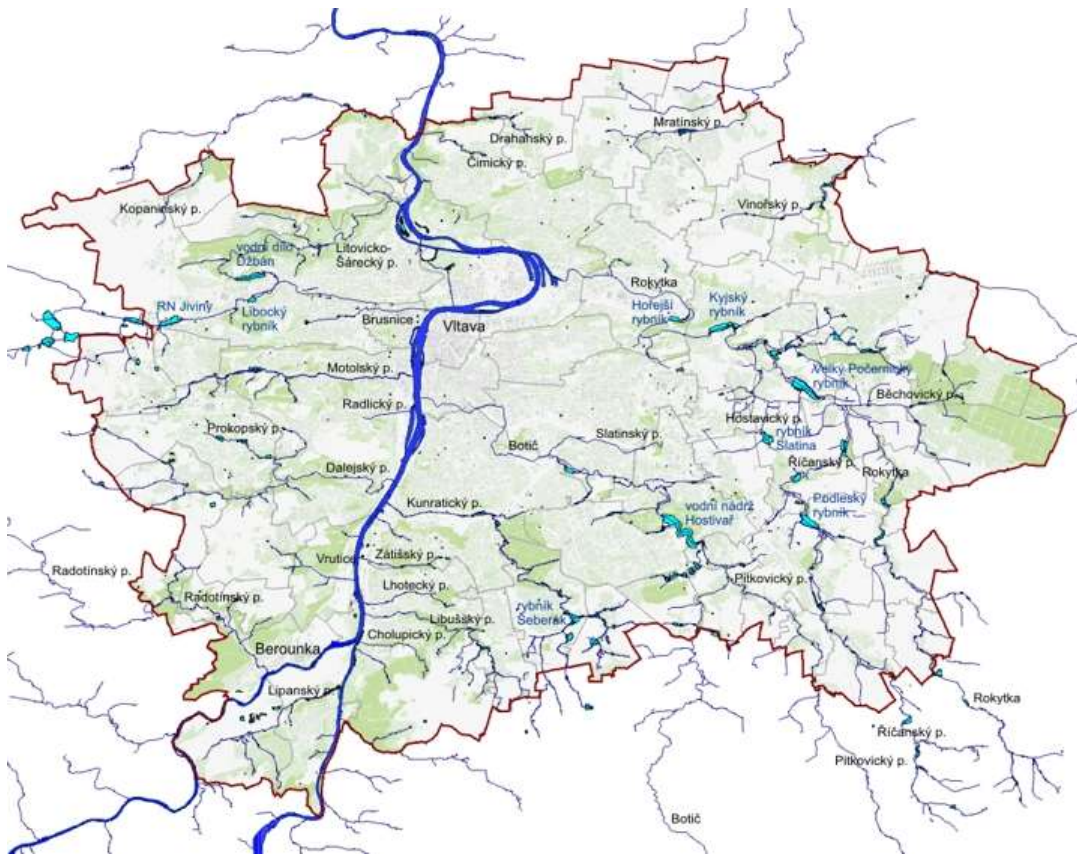 Drahaňský p.
Mratínský p.
Čimický p.
Kopaninský p.
Vinořský p.
vodní dílo
Džbán
Litovicko-
Šárecký p.
Rokytka
RN Jiviny
Libocký
rybník
Brusnice
Vltava
Hořejší
rybník
Kyjský
rybník
Motolský p.
Velký Počernický
rybník
Běchovický p.
Radlický p.
Prokopský p.
Botič
Slatinský p.
Hostavický p.
rybník
Slatina
Dalejský p.
Říčanský p.
Rokytka
Kunratický p.
vodní nádrž
Hostivař
Podleský
rybník
Vrutice
Zátišský p.
Radotínský p.
Lhotecký p.
Pitkovický p.
Radotínský p.
rybník
Šeberák
Libušský p.
Cholupický p.
Berounka
Lipanský p.
Rokytka
Říčanský p.
Pitkovický p.
Botič